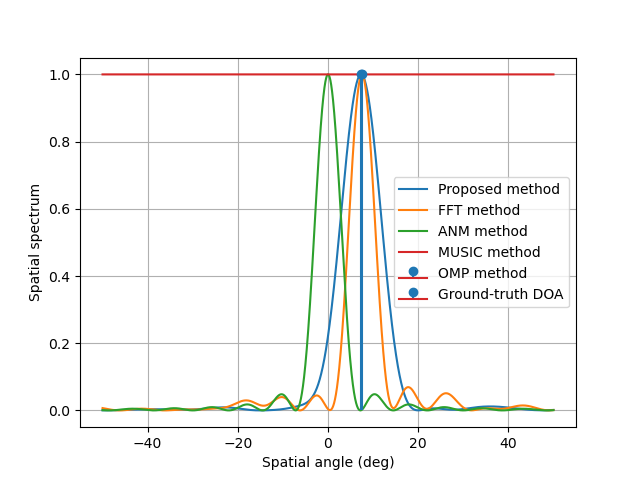 1.0
0.8
0.6
0.4
0.2
0.0
Spatial spectrum
Proposed method
FFT method
ANM method
MUSIC method
OMP method
Ground-truth DOA
−40 −20 0 20 40
Spatial angle (deg)